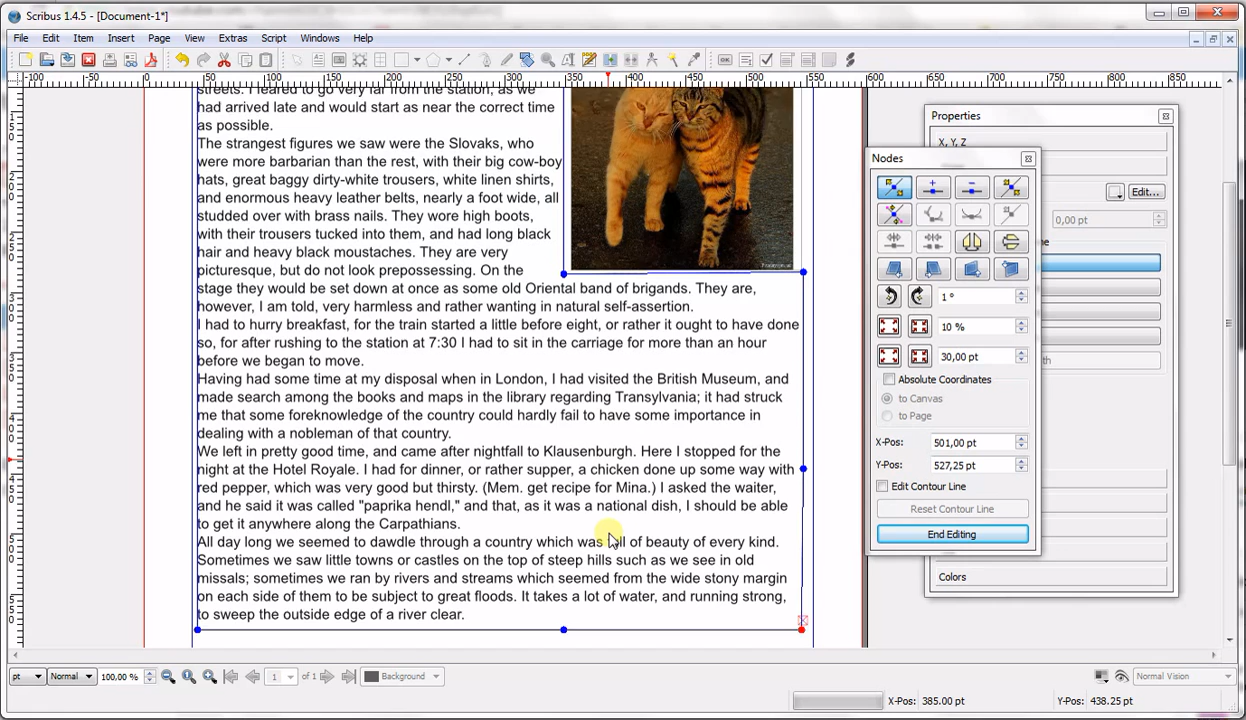 Scribus 1.4.5 - [Document-1*]
File Edit Item Insert Page View Extras Script Windows Help
-100 -50 0 50 100 150 200 250 300 350 400 450 500 550 600 650 700 750 800 850
streets. I feared to go very far from the station, as we
had arrived late and would start as near the correct time
as possible.
The strangest figures we saw were the Slovaks, who
were more barbarian than the rest, with their big cow-boy
hats, great baggy dirty-white trousers, white linen shirts,
and enormous heavy leather belts, nearly a foot wide, all
studded over with brass nails. They wore high boots,
with their trousers tucked into them, and had long black
hair and heavy black moustaches. They are very
picturesque, but do not look prepossessing. On the
stage they would be set down at once as some old Oriental band of brigands. They are,
however, I am told, very harmless and rather wanting in natural self-assertion.
I had to hurry breakfast, for the train started a little before eight, or rather it ought to have done
so, for after rushing to the station at 7:30 I had to sit in the carriage for more than an hour
before we began to move.
Having had some time at my disposal when in London, I had visited the British Museum, and
made search among the books and maps in the library regarding Transylvania; it had struck
me that some foreknowledge of the country could hardly fail to have some importance in
dealing with a nobleman of that country.
We left in pretty good time, and came after nightfall to Klausenburgh. Here I stopped for the
night at the Hotel Royale. I had for dinner, or rather supper, a chicken done up some way with
red pepper, which was very good but thirsty. (Mem. get recipe for Mina.) I asked the waiter,
and he said it was called "paprika hendl," and that, as it was a national dish, I should be able
to get it anywhere along the Carpathians.
All day long we seemed to dawdle through a country which was full of beauty of every kind.
Sometimes we saw little towns or castles on the top of steep hills such as we see in old
missals; sometimes we ran by rivers and streams which seemed from the wide stony margin
on each side of them to be subject to great floods. It takes a lot of water, and running strong,
to sweep the outside edge of a river clear.
Properties
X, Y, Z
Edit...
0,00 pt
Colors
Nodes
1 °
10 %
30,00 pt
Absolute Coordinates
to Canvas
to Page
X-Pos: 501,00 pt
Y-Pos: 527,25 pt
Edit Contour Line
Reset Contour Line
End Editing
pt Normal 100,00 % 1 of 1 Background Normal Vision
X-Pos: 385.00 pt Y-Pos: 438.25 pt